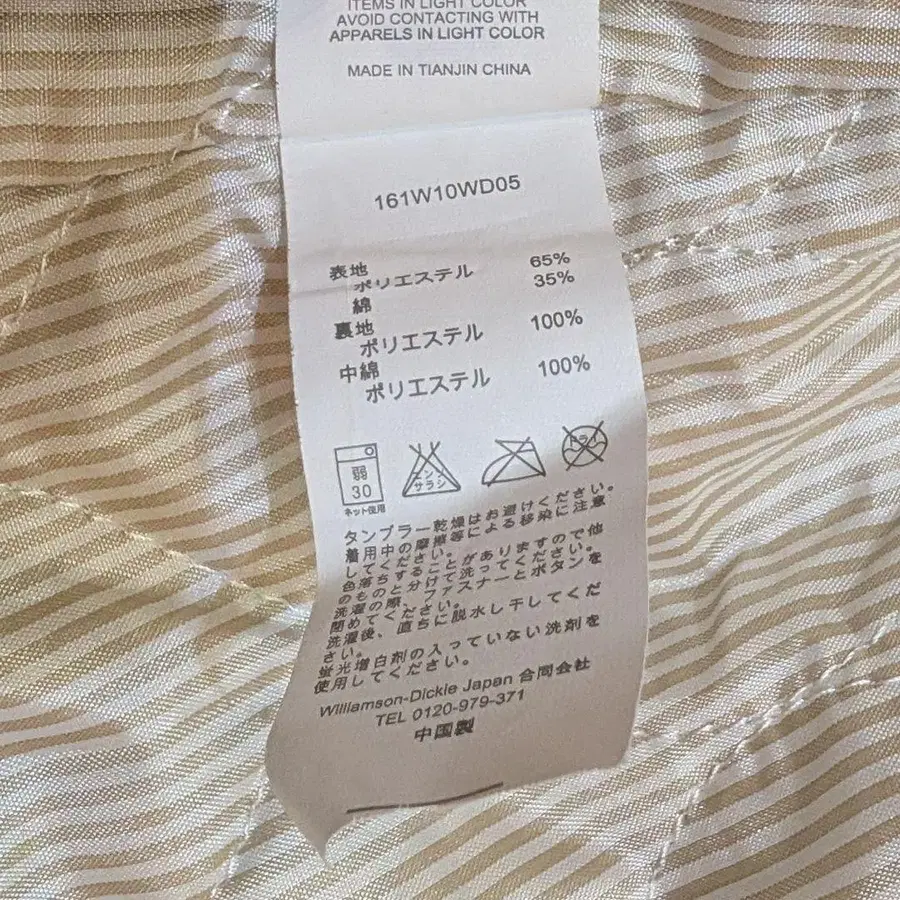 ITEMS IN LIGHT COLOR
AVOID CONTACTING WITH
APPARELS IN LIGHT COLOR
MADE IN TIANJIN CHINA
161W10WD05
表地
ポリエステル 65%
綿 35%
裏地
ポリエステル 100%
中綿
ポリエステル 100%
弱
30
ネット使用
エンソ
サラシ
ドライ
タンブラー乾燥はお避けください。
着用中の摩擦等による移染に注意
してください。
色落ちすることがありますので他
のものと分けて洗ってください。
洗濯の際、ファスナーとボタンを
閉めてください。
洗濯後、直ちに脱水し干してくだ
さい。
蛍光増白剤の入っていない洗剤を
使用してください。
Williamson-Dickie Japan 合同会社
TEL 0120-979-371
中国製